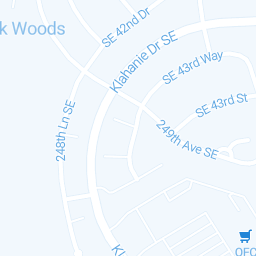 SE 42nd Dr
k Woods
Klahanie Dr SE
SE 43rd Way
SE 43rd St
248th Ln SE
249th Ave SE
QFC